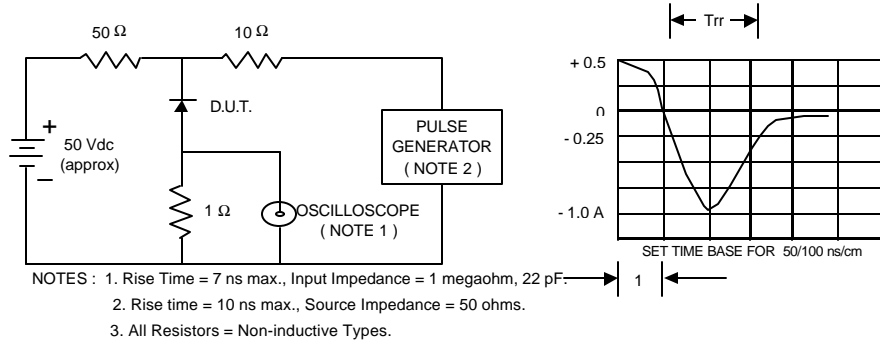 50 Ω
10 Ω
Trr
+ 0.5
0
- 0.25
- 1.0 A
+
50 Vdc
(approx)
−
D.U.T.
PULSE
GENERATOR
( NOTE 2 )
1 Ω
OSCILLOSCOPE
( NOTE 1 )
SET TIME BASE FOR 50/100 ns/cm
1
NOTES : 1. Rise Time = 7 ns max., Input Impedance = 1 megaohm, 22 pF.
2. Rise time = 10 ns max., Source Impedance = 50 ohms.
3. All Resistors = Non-inductive Types.